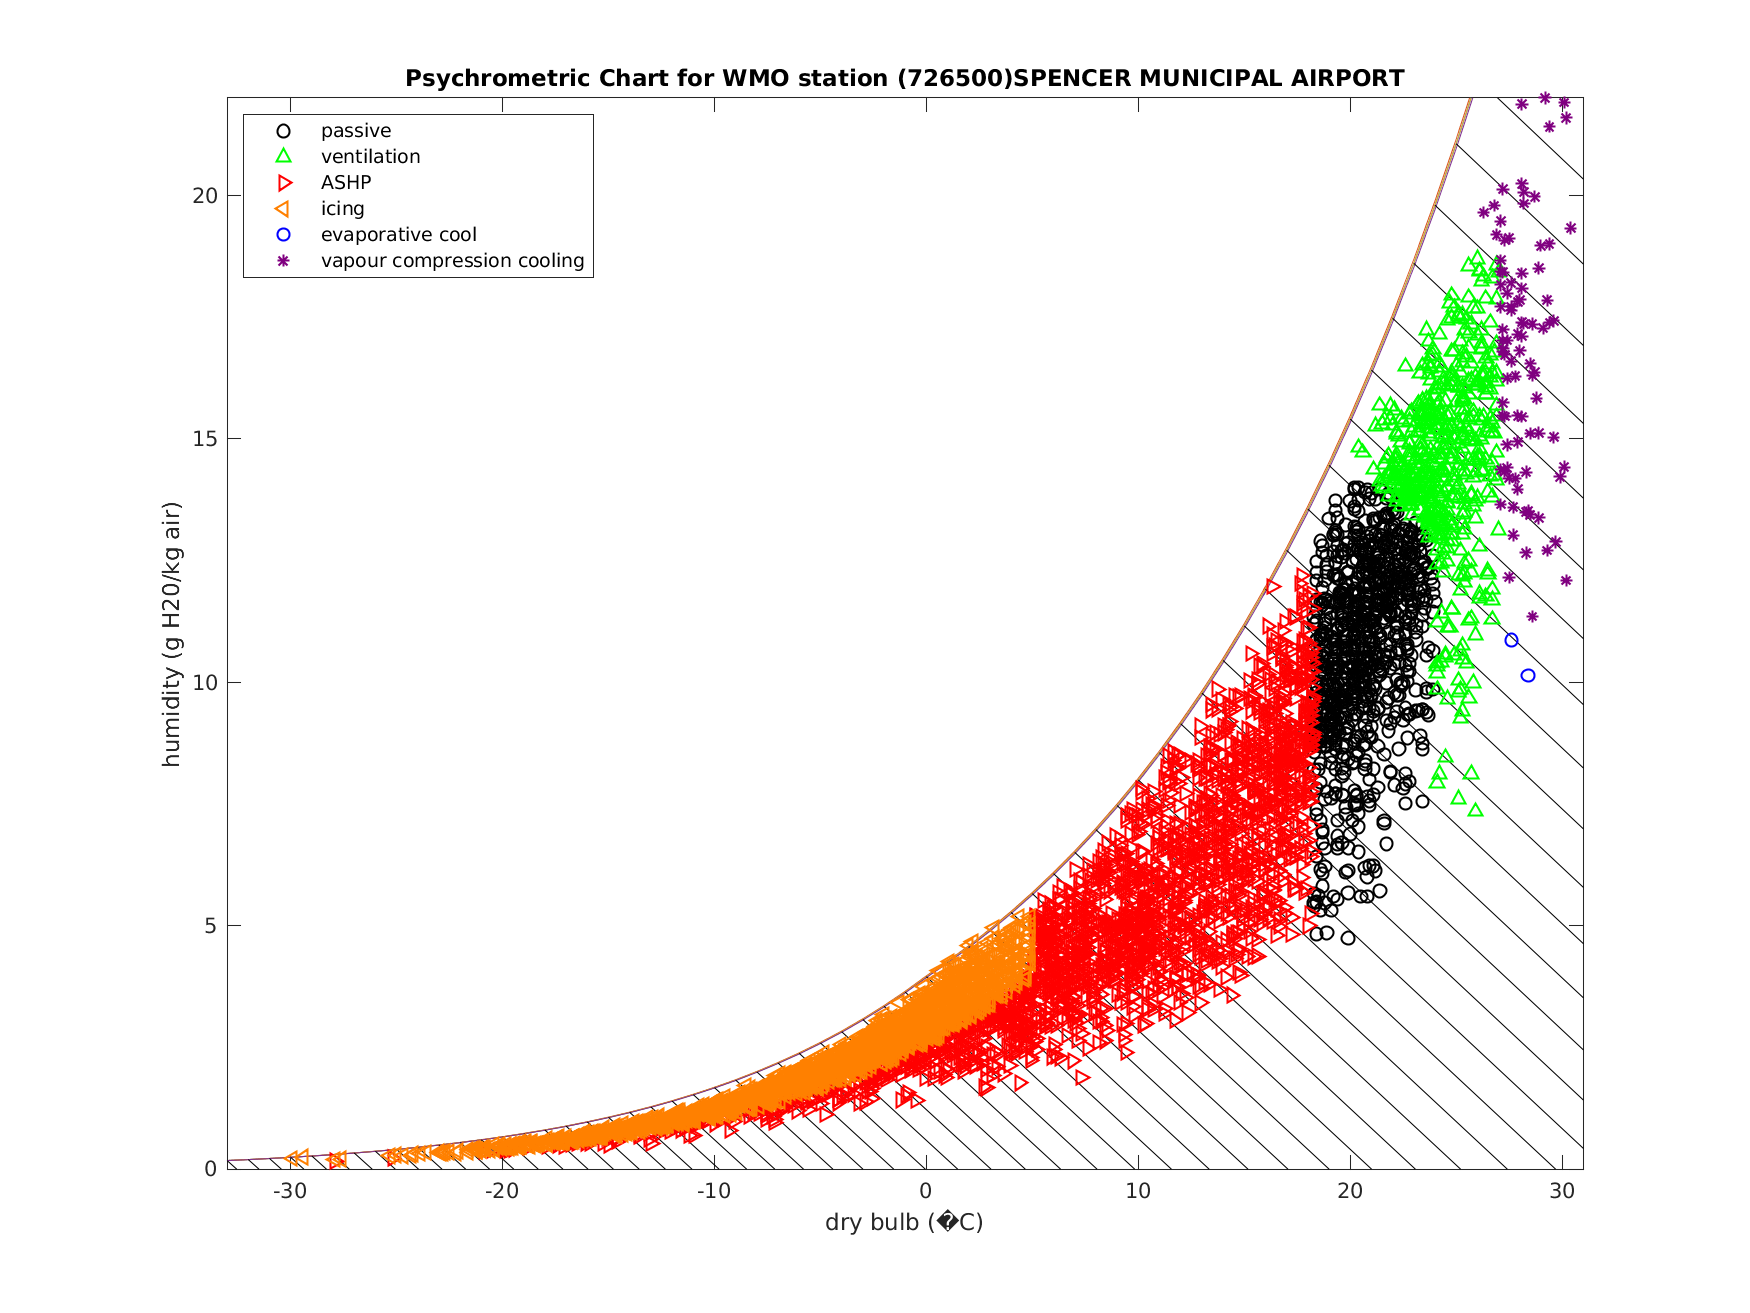 Psychrometric Chart for WMO station (726500)SPENCER MUNICIPAL AIRPORT
passive
ventilation
ASHP
icing
evaporative cool
vapour compression cooling
humidity (g H20/kg air)
20
15
10
5
0
-30
-20
-10
0
10
20
30
dry bulb (�C)